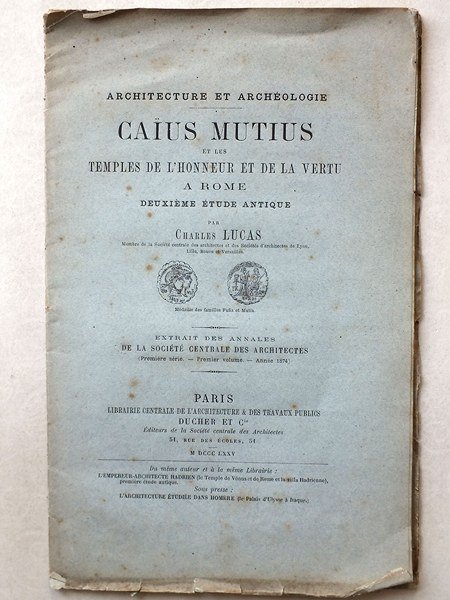 ARCHITECTURE ET ARCHÉOLOGIE
CAÏUS MUTIUS
ET LES
TEMPLES DE L'HONNEUR ET DE LA VERTU
A ROME
DEUXIÈME ÉTUDE ANTIQUE
PAR
CHARLES LUCAS
Membre de la Société centrale des architectes et des Sociétés d'architectes de Lyon,
Lille, Rouen et Versailles.
Médaille des familles Fufia et Mutia.
EXTRAIT DES ANNALES
DE LA SOCIÉTÉ CENTRALE DES ARCHITECTES
(Première série. — Premier volume. — Année 1874)
PARIS
LIBRAIRIE CENTRALE DE L'ARCHITECTURE & DES TRAVAUX PUBLICS
DUCHER ET Cie
Éditeurs de la Société centrale des Architectes
51, RUE DES ÉCOLES, 51
M DCCC LXXV
Du même auteur et à la même Librairie :
L'EMPEREUR-ARCHITECTE HADRIEN (le Temple de Vénus et de Rome et la villa Hadrienne),
première étude antique.
Sous presse :
L'ARCHITECTURE ÉTUDIÉE DANS HOMÈRE (le Palais d'Ulysse à Ithaque)